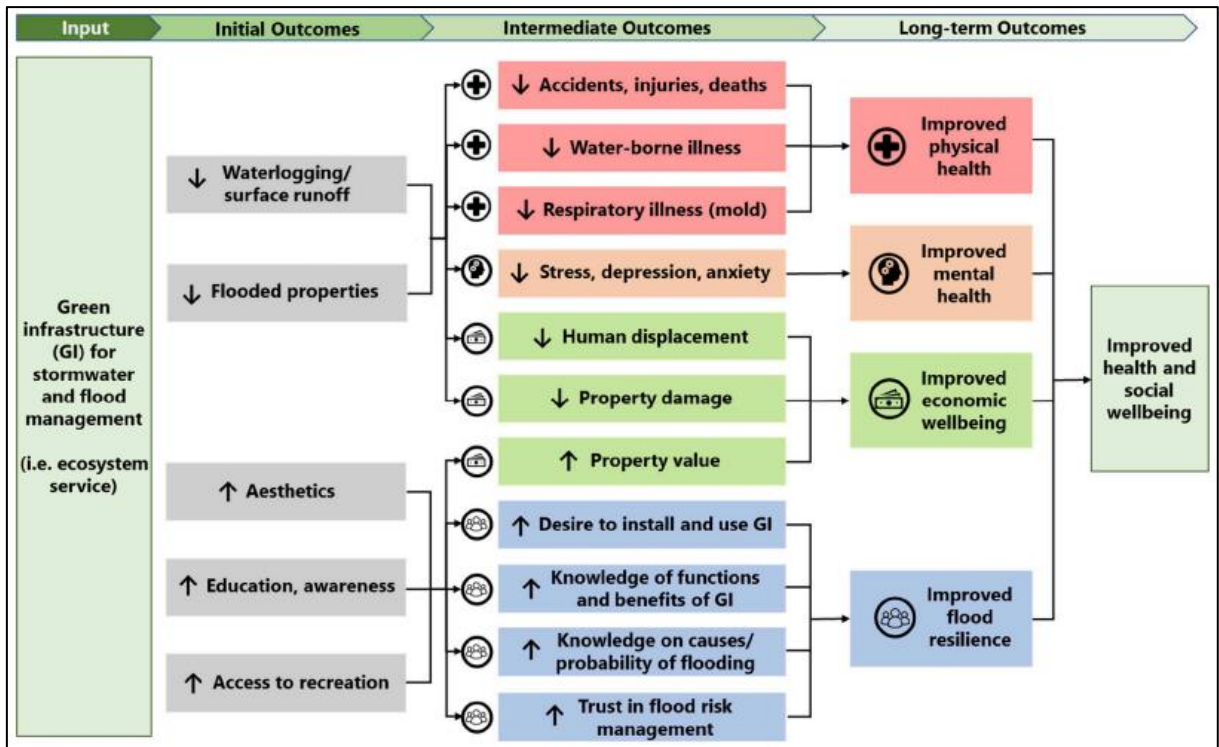 Input
Initial Outcomes
Intermediate Outcomes
Long-term Outcomes
Green
infrastructure
(GI) for
stormwater
and flood
management
(i.e. ecosystem
service)
↓ Waterlogging/
surface runoff
↓ Flooded properties
↑ Aesthetics
↑ Education, awareness
↑ Access to recreation
↓ Accidents, injuries, deaths
↓ Water-borne illness
↓ Respiratory illness (mold)
↓ Stress, depression, anxiety
↓ Human displacement
↓ Property damage
↑ Property value
↑ Desire to install and use GI
↑ Knowledge of functions
and benefits of GI
↑ Knowledge on causes/
probability of flooding
↑ Trust in flood risk
management
Improved
physical
health
Improved
mental
health
Improved
economic
wellbeing
Improved
flood
resilience
Improved
health and
social
wellbeing